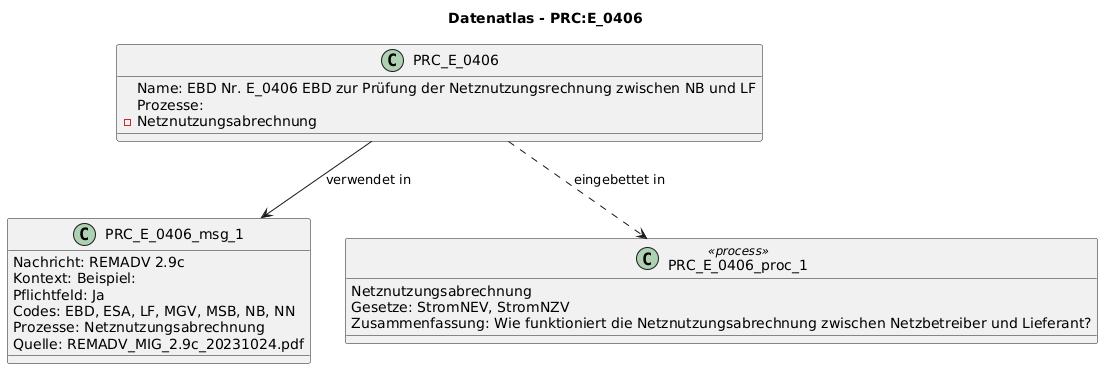 Datenatlas - PRC:E_0406
C PRC_E_0406
Name: EBD Nr. E_0406 EBD zur Prüfung der Netznutzungsrechnung zwischen NB und LF
Prozesse:
Netznutzungsabrechnung
verwendet in
eingebettet in
C PRC_E_0406_msg_1
Nachricht: REMADV 2.9c
Kontext: Beispiel:
Pflichtfeld: Ja
Codes: EBD, ESA, LF, MGV, MSB, NB, NN
Prozesse: Netznutzungsabrechnung
Quelle: REMADV_MIG_2.9c_20231024.pdf
«process»
C PRC_E_0406_proc_1
Netznutzungsabrechnung
Gesetze: StromNEV, StromNZV
Zusammenfassung: Wie funktioniert die Netznutzungsabrechnung zwischen Netzbetreiber und Lieferant?